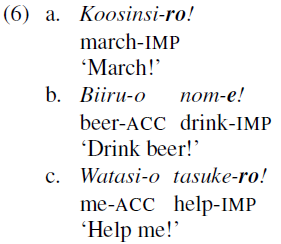 (6) a. Koosinsi-ro!
march-IMP
‘March!’
b. Biiru-o nom-e!
beer-ACC drink-IMP
‘Drink beer!’
c. Watasi-o tasuke-ro!
me-ACC help-IMP
‘Help me!’